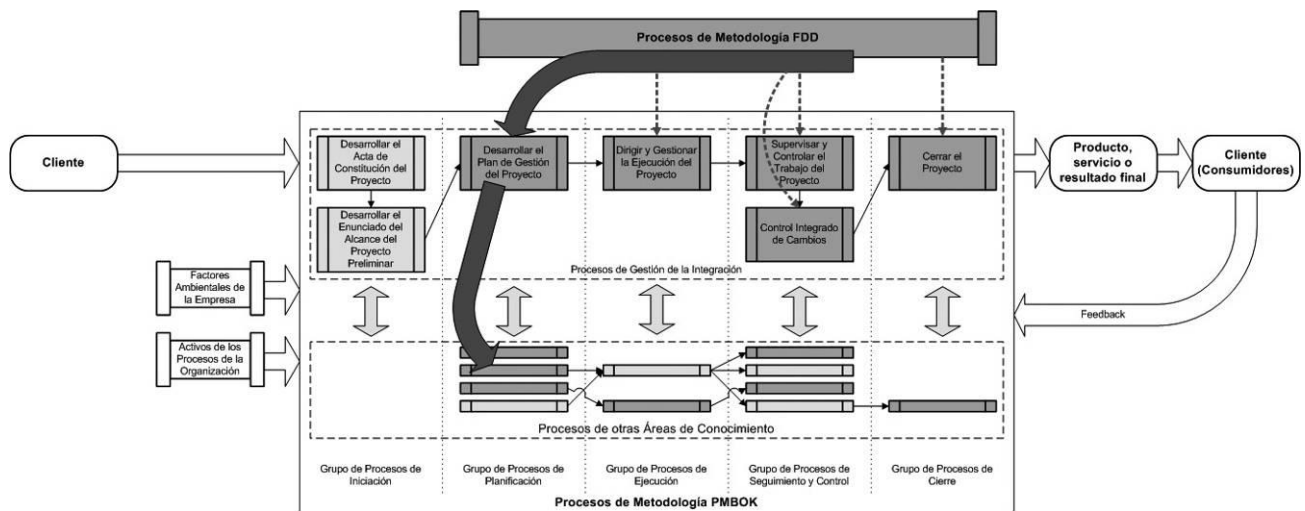 Procesos de Metodología FDD
Cliente
Desarrollar el
Acta de
Constitución del
Proyecto
Desarrollar el
Plan de Gestión
del Proyecto
Dirigir y Gestionar
la Ejecución del
Proyecto
Supervisar y
Controlar el
Trabajo del
Proyecto
Cerrar el
Proyecto
Producto,
servicio o
resultado final
Cliente
(Consumidores)
Desarrollar el
Enunciado del
Alcance del
Proyecto
Preliminar
Control Integrado
de Cambios
Procesos de Gestión de la Integración
Factores
Ambientales de
la Empresa
Feedback
Activos de los
Procesos de la
Organización
Procesos de otras Áreas de Conocimiento
Grupo de Procesos de
Iniciación
Grupo de Procesos de
Planificación
Grupo de Procesos de
Ejecución
Grupo de Procesos de
Seguimiento y Control
Grupo de Procesos de
Cierre
Procesos de Metodología PMBOK